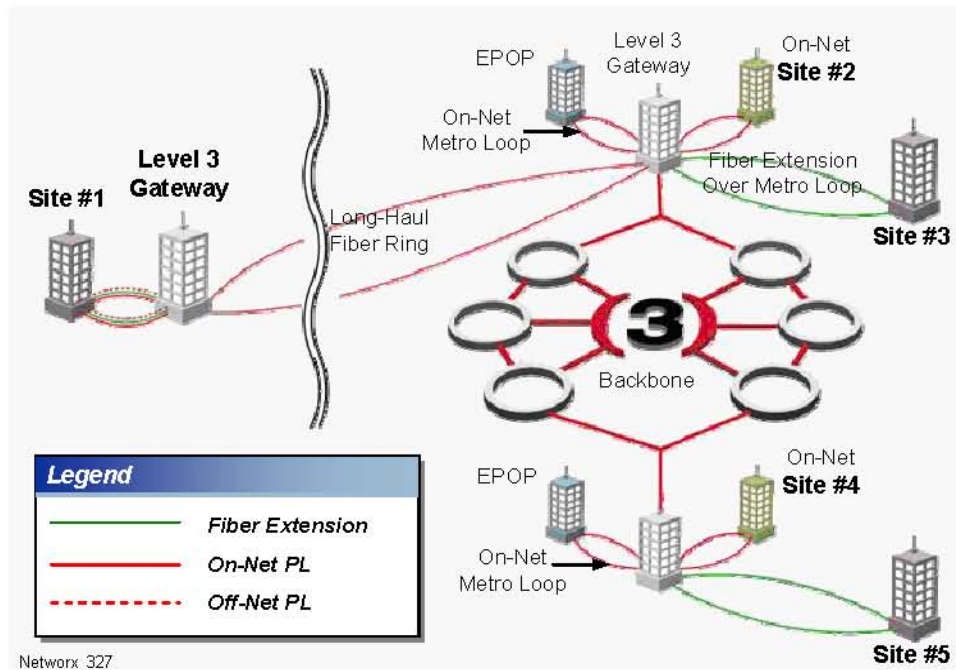 EPOP
Level 3
Gateway
On-Net
Site #2
On-Net
Metro Loop
Level 3
Gateway
Site #1
Fiber Extension
Over Metro Loop
Site #3
Long-Haul
Fiber Ring
3
Backbone
Legend
Fiber Extension
On-Net PL
Off-Net PL
EPOP
On-Net
Site #4
On-Net
Metro Loop
Site #5
Networx 327